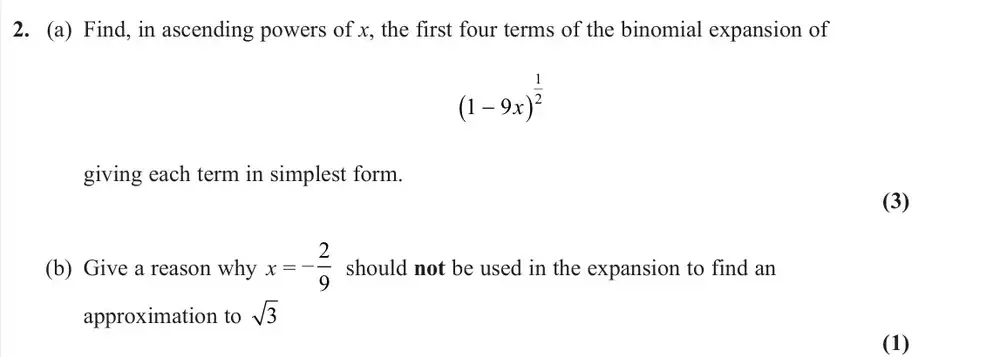 2. (a) Find, in ascending powers of x, the first four terms of the binomial expansion of
(1 – 9x)^(1/2)
giving each term in simplest form.
(3)
(b) Give a reason why x = –2/9 should not be used in the expansion to find an
approximation to √3
(1)